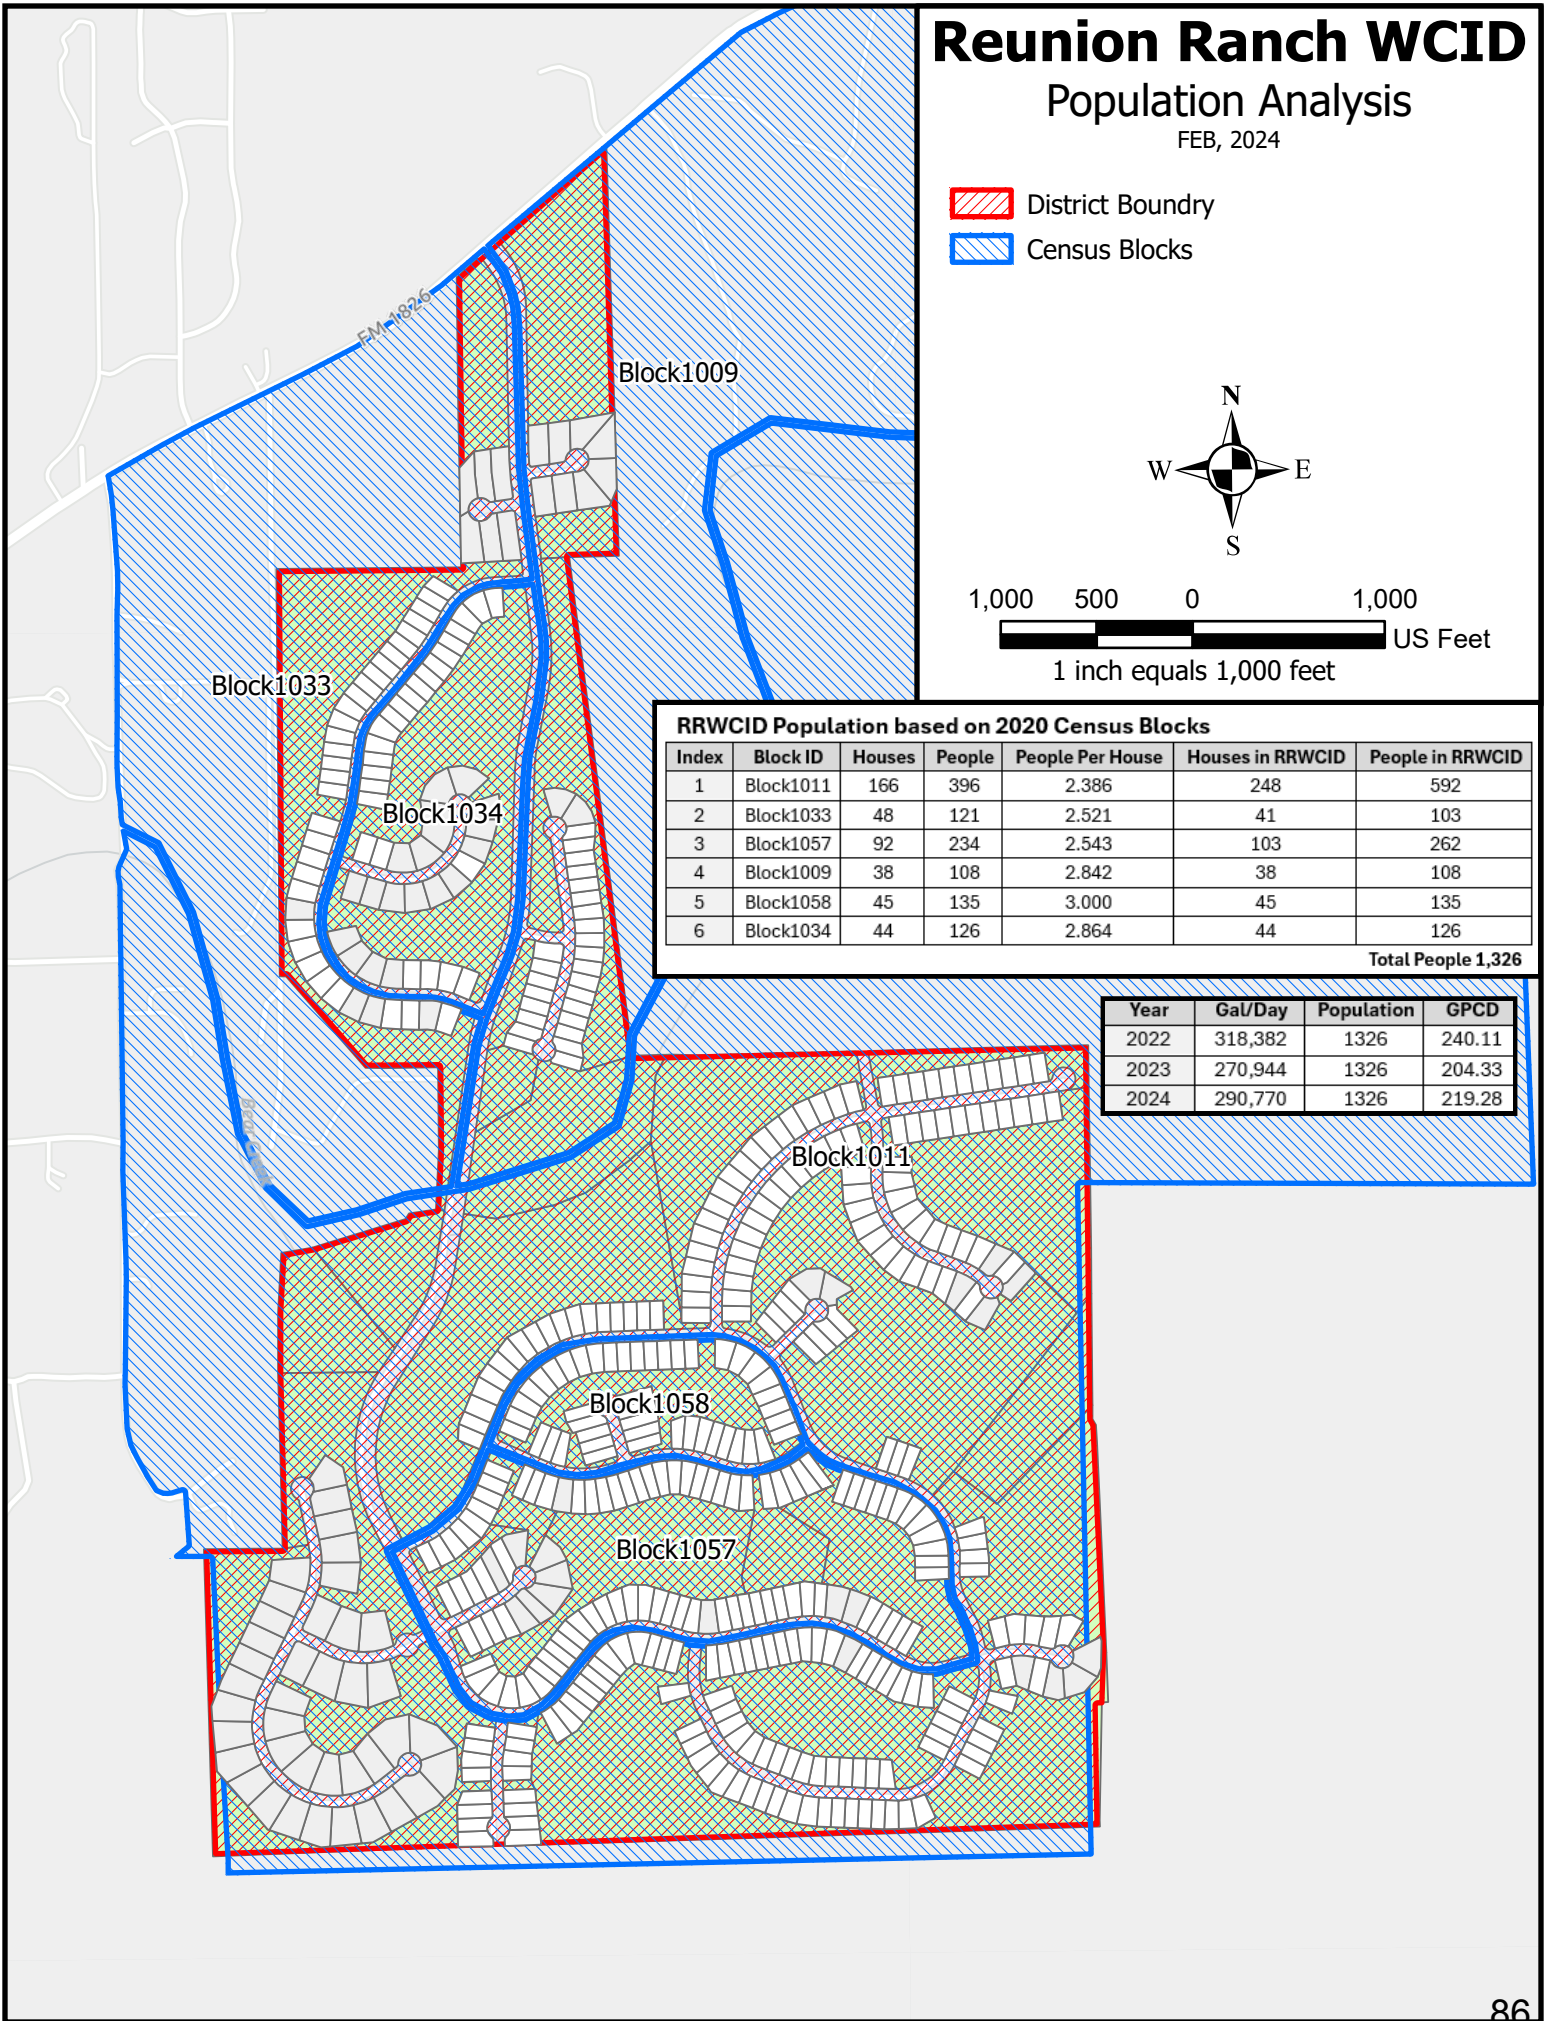 Reunion Ranch WCID
Population Analysis
FEB, 2024
District Boundry
Census Blocks
FM 1826
Block1009
N
W E
S
1,000 500 0 1,000
US Feet
1 inch equals 1,000 feet
Block1033
Block1034
RRWCID Population based on 2020 Census Blocks
Index Block ID Houses People People Per House Houses in RRWCID People in RRWCID
1 Block1011 166 396 2.386 248 592
2 Block1033 48 121 2.521 41 103
3 Block1057 92 234 2.543 103 262
4 Block1009 38 108 2.842 38 108
5 Block1058 45 135 3.000 45 135
6 Block1034 44 126 2.864 44 126
Total People 1,326
Year Gal/Day Population GPCD
2022 318,382 1326 240.11
2023 270,944 1326 204.33
2024 290,770 1326 219.28
Bear Creek
Block1011
Block1058
Block1057
86